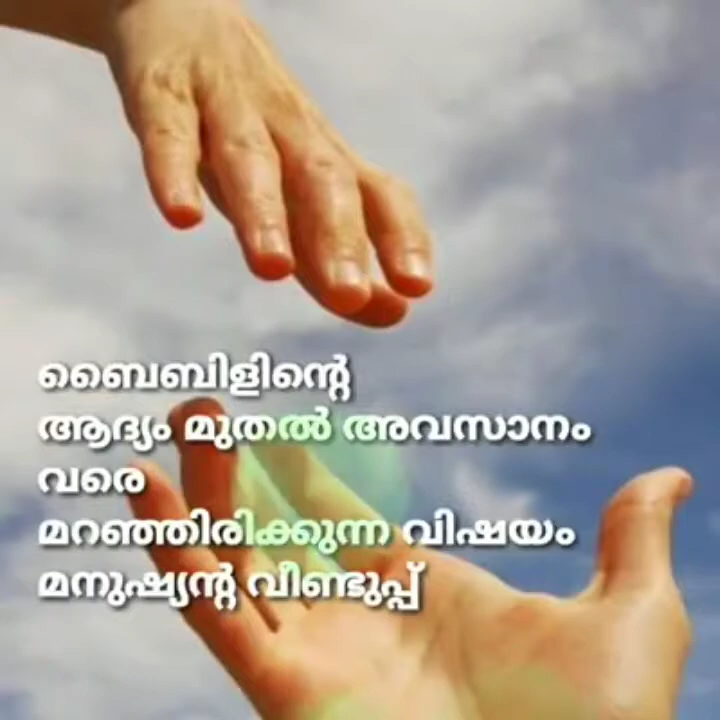 ബൈബിളിന്റെ
ആദ്യം മുതൽ അവസാനം
വരെ
മറഞ്ഞിരിക്കുന്ന വിഷയം
മനുഷ്യന്റ വീണ്ടുപ്പ്